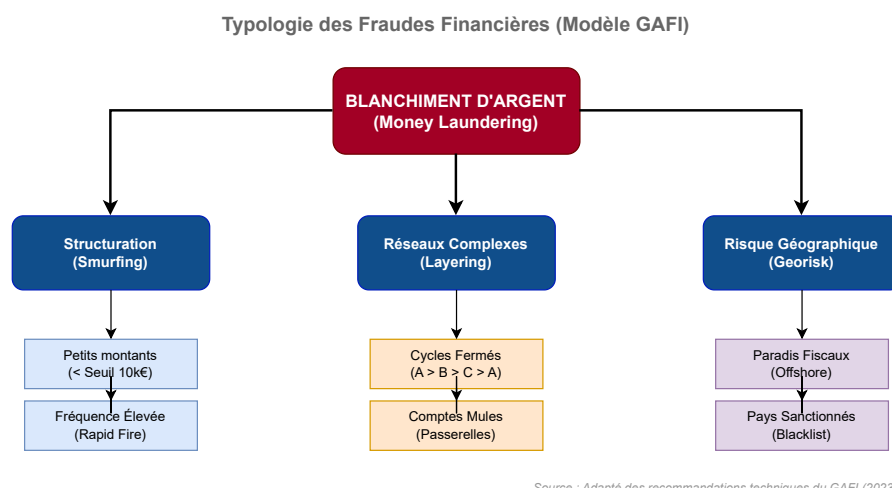 Typologie des Fraudes Financières (Modèle GAFI)
BLANCHIMENT D'ARGENT
(Money Laundering)
Structuration
(Smurfing)
Réseaux Complexes
(Layering)
Risque Géographique
(Georisk)
Petits montants
(< Seuil 10k€)
Cycles Fermés
(A > B > C > A)
Paradis Fiscaux
(Offshore)
Fréquence Élevée
(Rapid Fire)
Comptes Mules
(Passerelles)
Pays Sanctionnés
(Blacklist)
Source : Adapté des recommandations techniques du GAFI